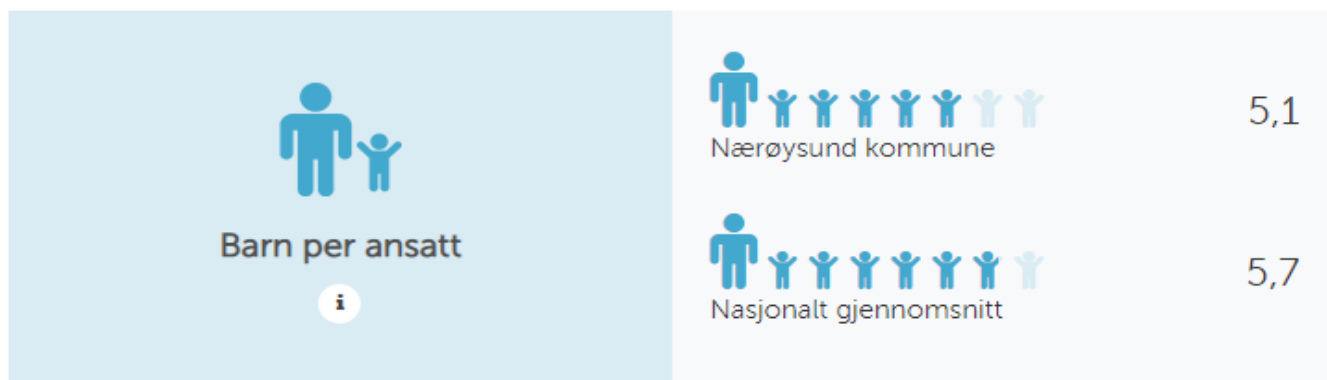 Barn per ansatt
i
Nærøysund kommune
5,1
Nasjonalt gjennomsnitt
5,7